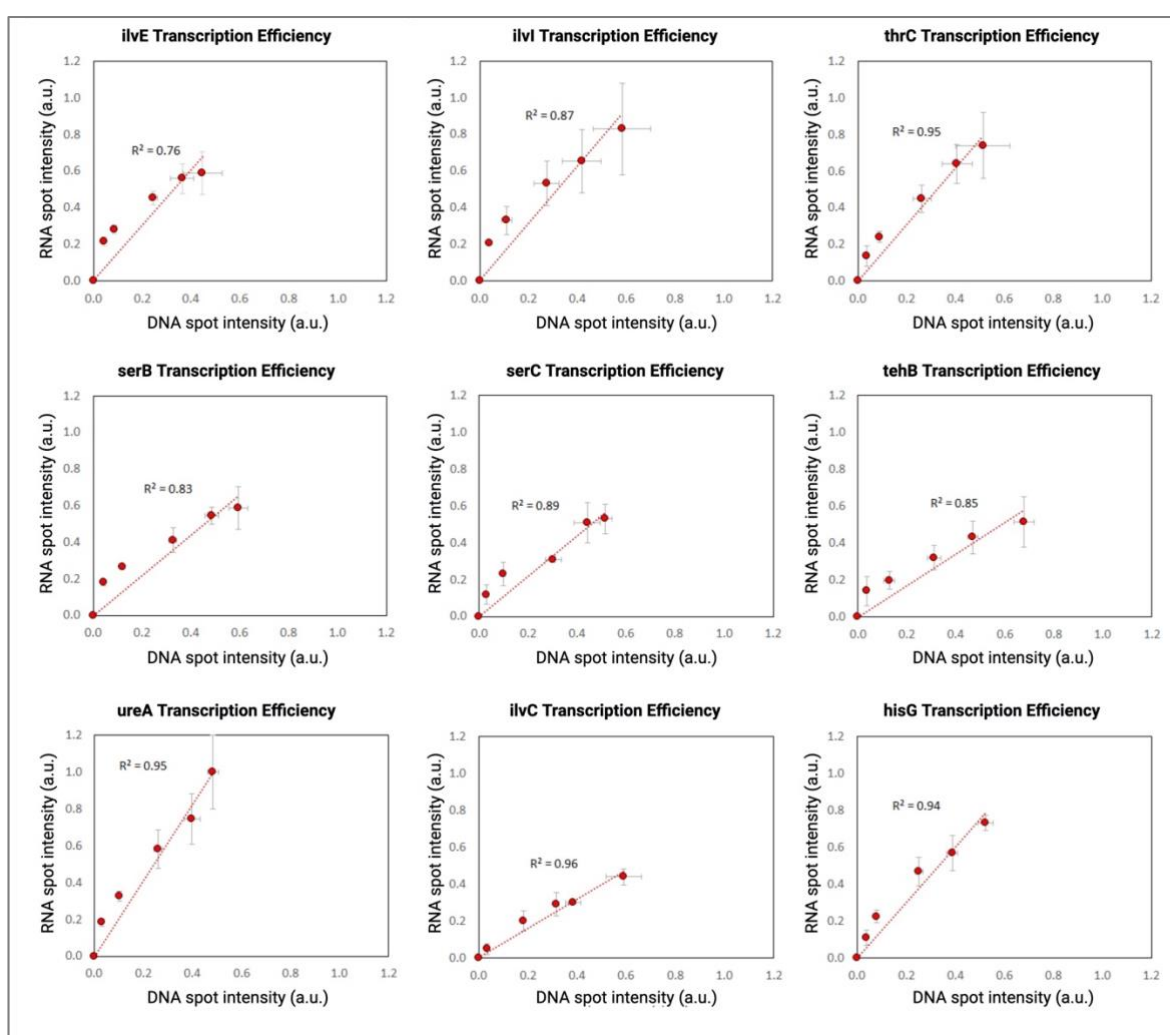 ilvE Transcription Efficiency
RNA spot intensity (a.u.)
1.2
1.0
0.8
0.6
0.4
0.2
0.0
R² = 0.76
0.0 0.2 0.4 0.6 0.8 1.0 1.2
DNA spot intensity (a.u.)
ilvI Transcription Efficiency
RNA spot intensity (a.u.)
1.2
1.0
0.8
0.6
0.4
0.2
0.0
R² = 0.87
0.0 0.2 0.4 0.6 0.8 1.0 1.2
DNA spot intensity (a.u.)
thrC Transcription Efficiency
RNA spot intensity (a.u.)
1.2
1.0
0.8
0.6
0.4
0.2
0.0
R² = 0.95
0.0 0.2 0.4 0.6 0.8 1.0 1.2
DNA spot intensity (a.u.)
serB Transcription Efficiency
RNA spot intensity (a.u.)
1.2
1.0
0.8
0.6
0.4
0.2
0.0
R² = 0.83
0.0 0.2 0.4 0.6 0.8 1.0 1.2
DNA spot intensity (a.u.)
serC Transcription Efficiency
RNA spot intensity (a.u.)
1.2
1.0
0.8
0.6
0.4
0.2
0.0
R² = 0.89
0.0 0.2 0.4 0.6 0.8 1.0 1.2
DNA spot intensity (a.u.)
tehB Transcription Efficiency
RNA spot intensity (a.u.)
1.2
1.0
0.8
0.6
0.4
0.2
0.0
R² = 0.85
0.0 0.2 0.4 0.6 0.8 1.0 1.2
DNA spot intensity (a.u.)
ureA Transcription Efficiency
RNA spot intensity (a.u.)
1.2
1.0
0.8
0.6
0.4
0.2
0.0
R² = 0.95
0.0 0.2 0.4 0.6 0.8 1.0 1.2
DNA spot intensity (a.u.)
ilvC Transcription Efficiency
RNA spot intensity (a.u.)
1.2
1.0
0.8
0.6
0.4
0.2
0.0
R² = 0.96
0.0 0.2 0.4 0.6 0.8 1.0 1.2
DNA spot intensity (a.u.)
hisG Transcription Efficiency
RNA spot intensity (a.u.)
1.2
1.0
0.8
0.6
0.4
0.2
0.0
R² = 0.94
0.0 0.2 0.4 0.6 0.8 1.0 1.2
DNA spot intensity (a.u.)